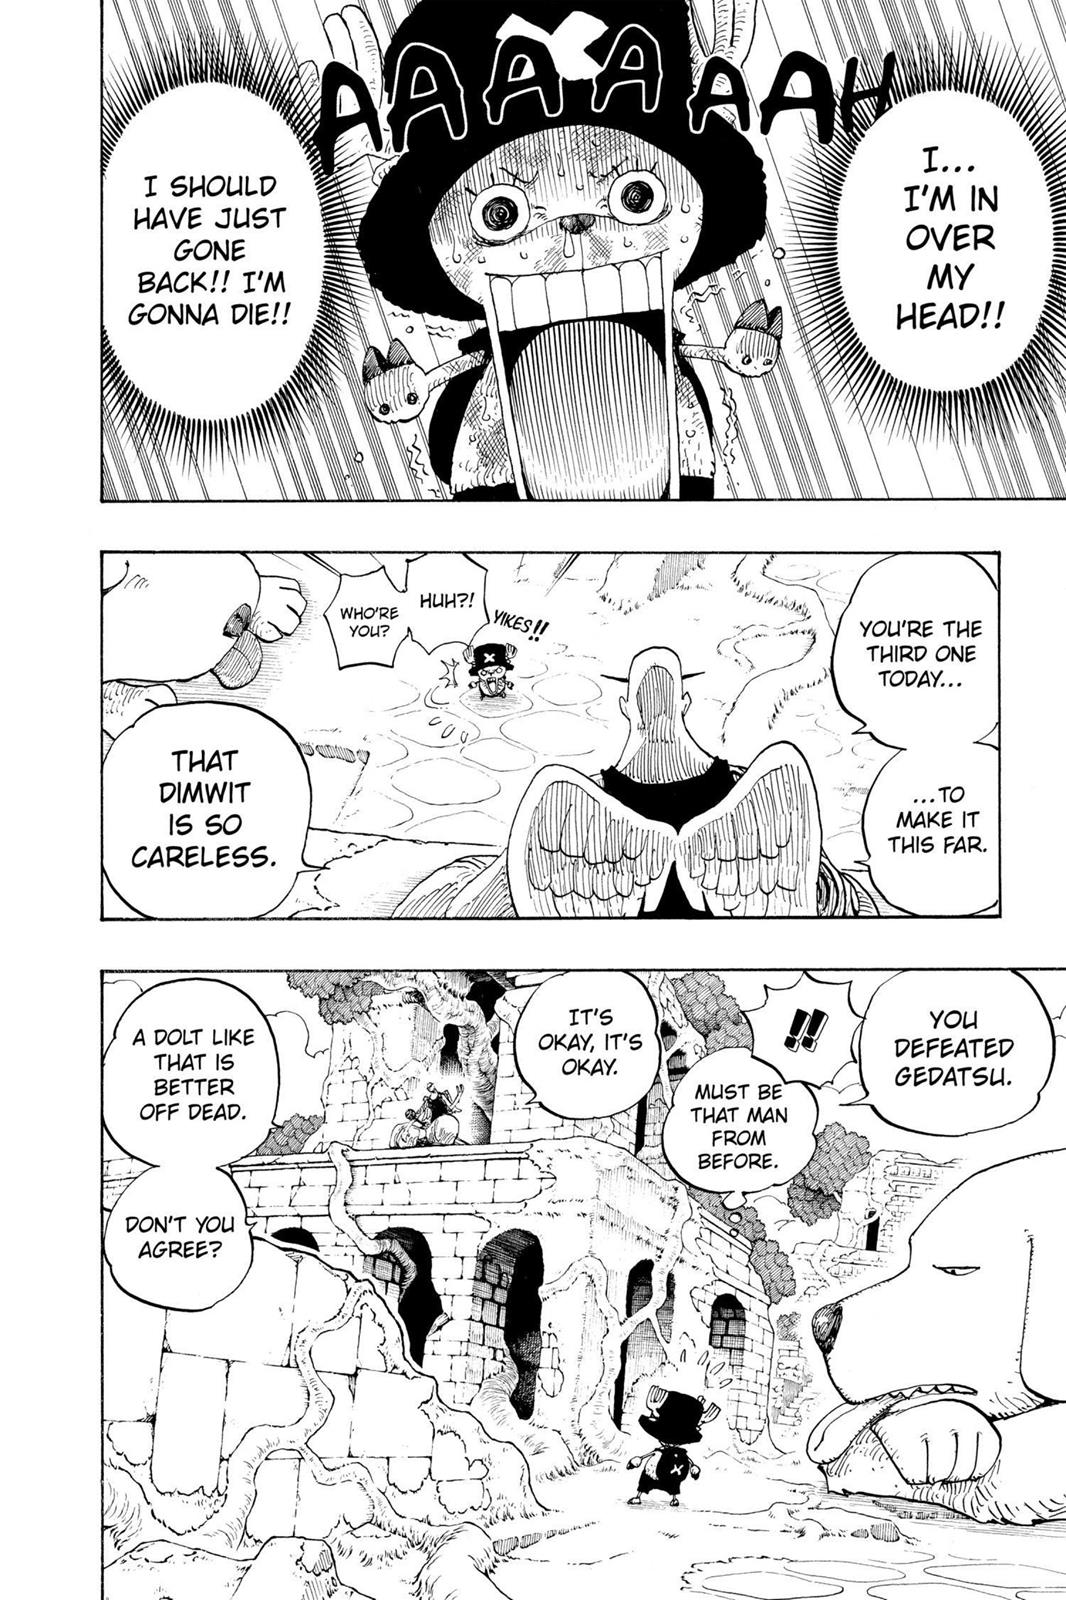 AAAAAAAH
I...
I'M IN
OVER
MY
HEAD!!
I SHOULD
HAVE JUST
GONE
BACK!! I'M
GONNA DIE!!
YOU'RE THE
THIRD ONE
TODAY...
...TO
MAKE IT
THIS FAR.
YIKES!!
HUH?!
WHO'RE
YOU?
THAT
DIMWIT
IS SO
CARELESS.
YOU
DEFEATED
GEDATSU.
!!
MUST BE
THAT MAN
FROM
BEFORE.
IT'S
OKAY, IT'S
OKAY.
A DOLT LIKE
THAT IS
BETTER
OFF DEAD.
DON'T YOU
AGREE?